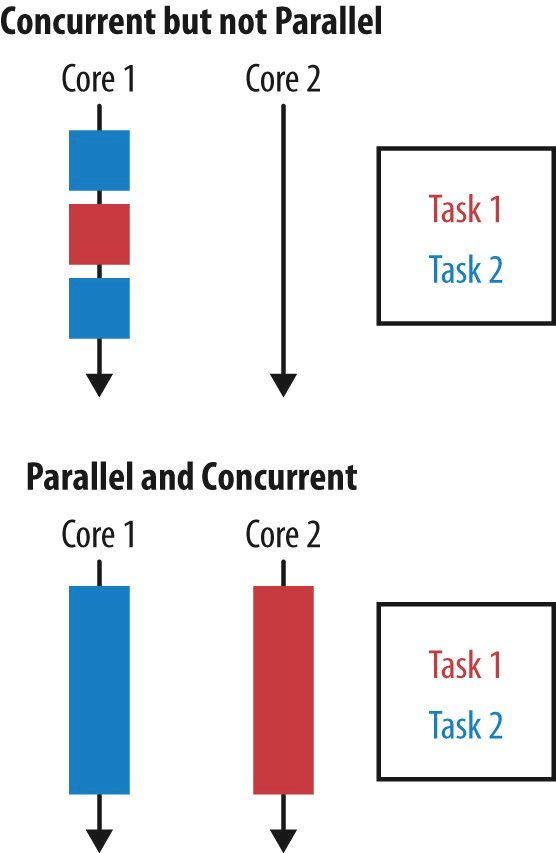 Concurrent but not Parallel
Core 1
Core 2
Task 1
Task 2
Parallel and Concurrent
Core 1
Core 2
Task 1
Task 2